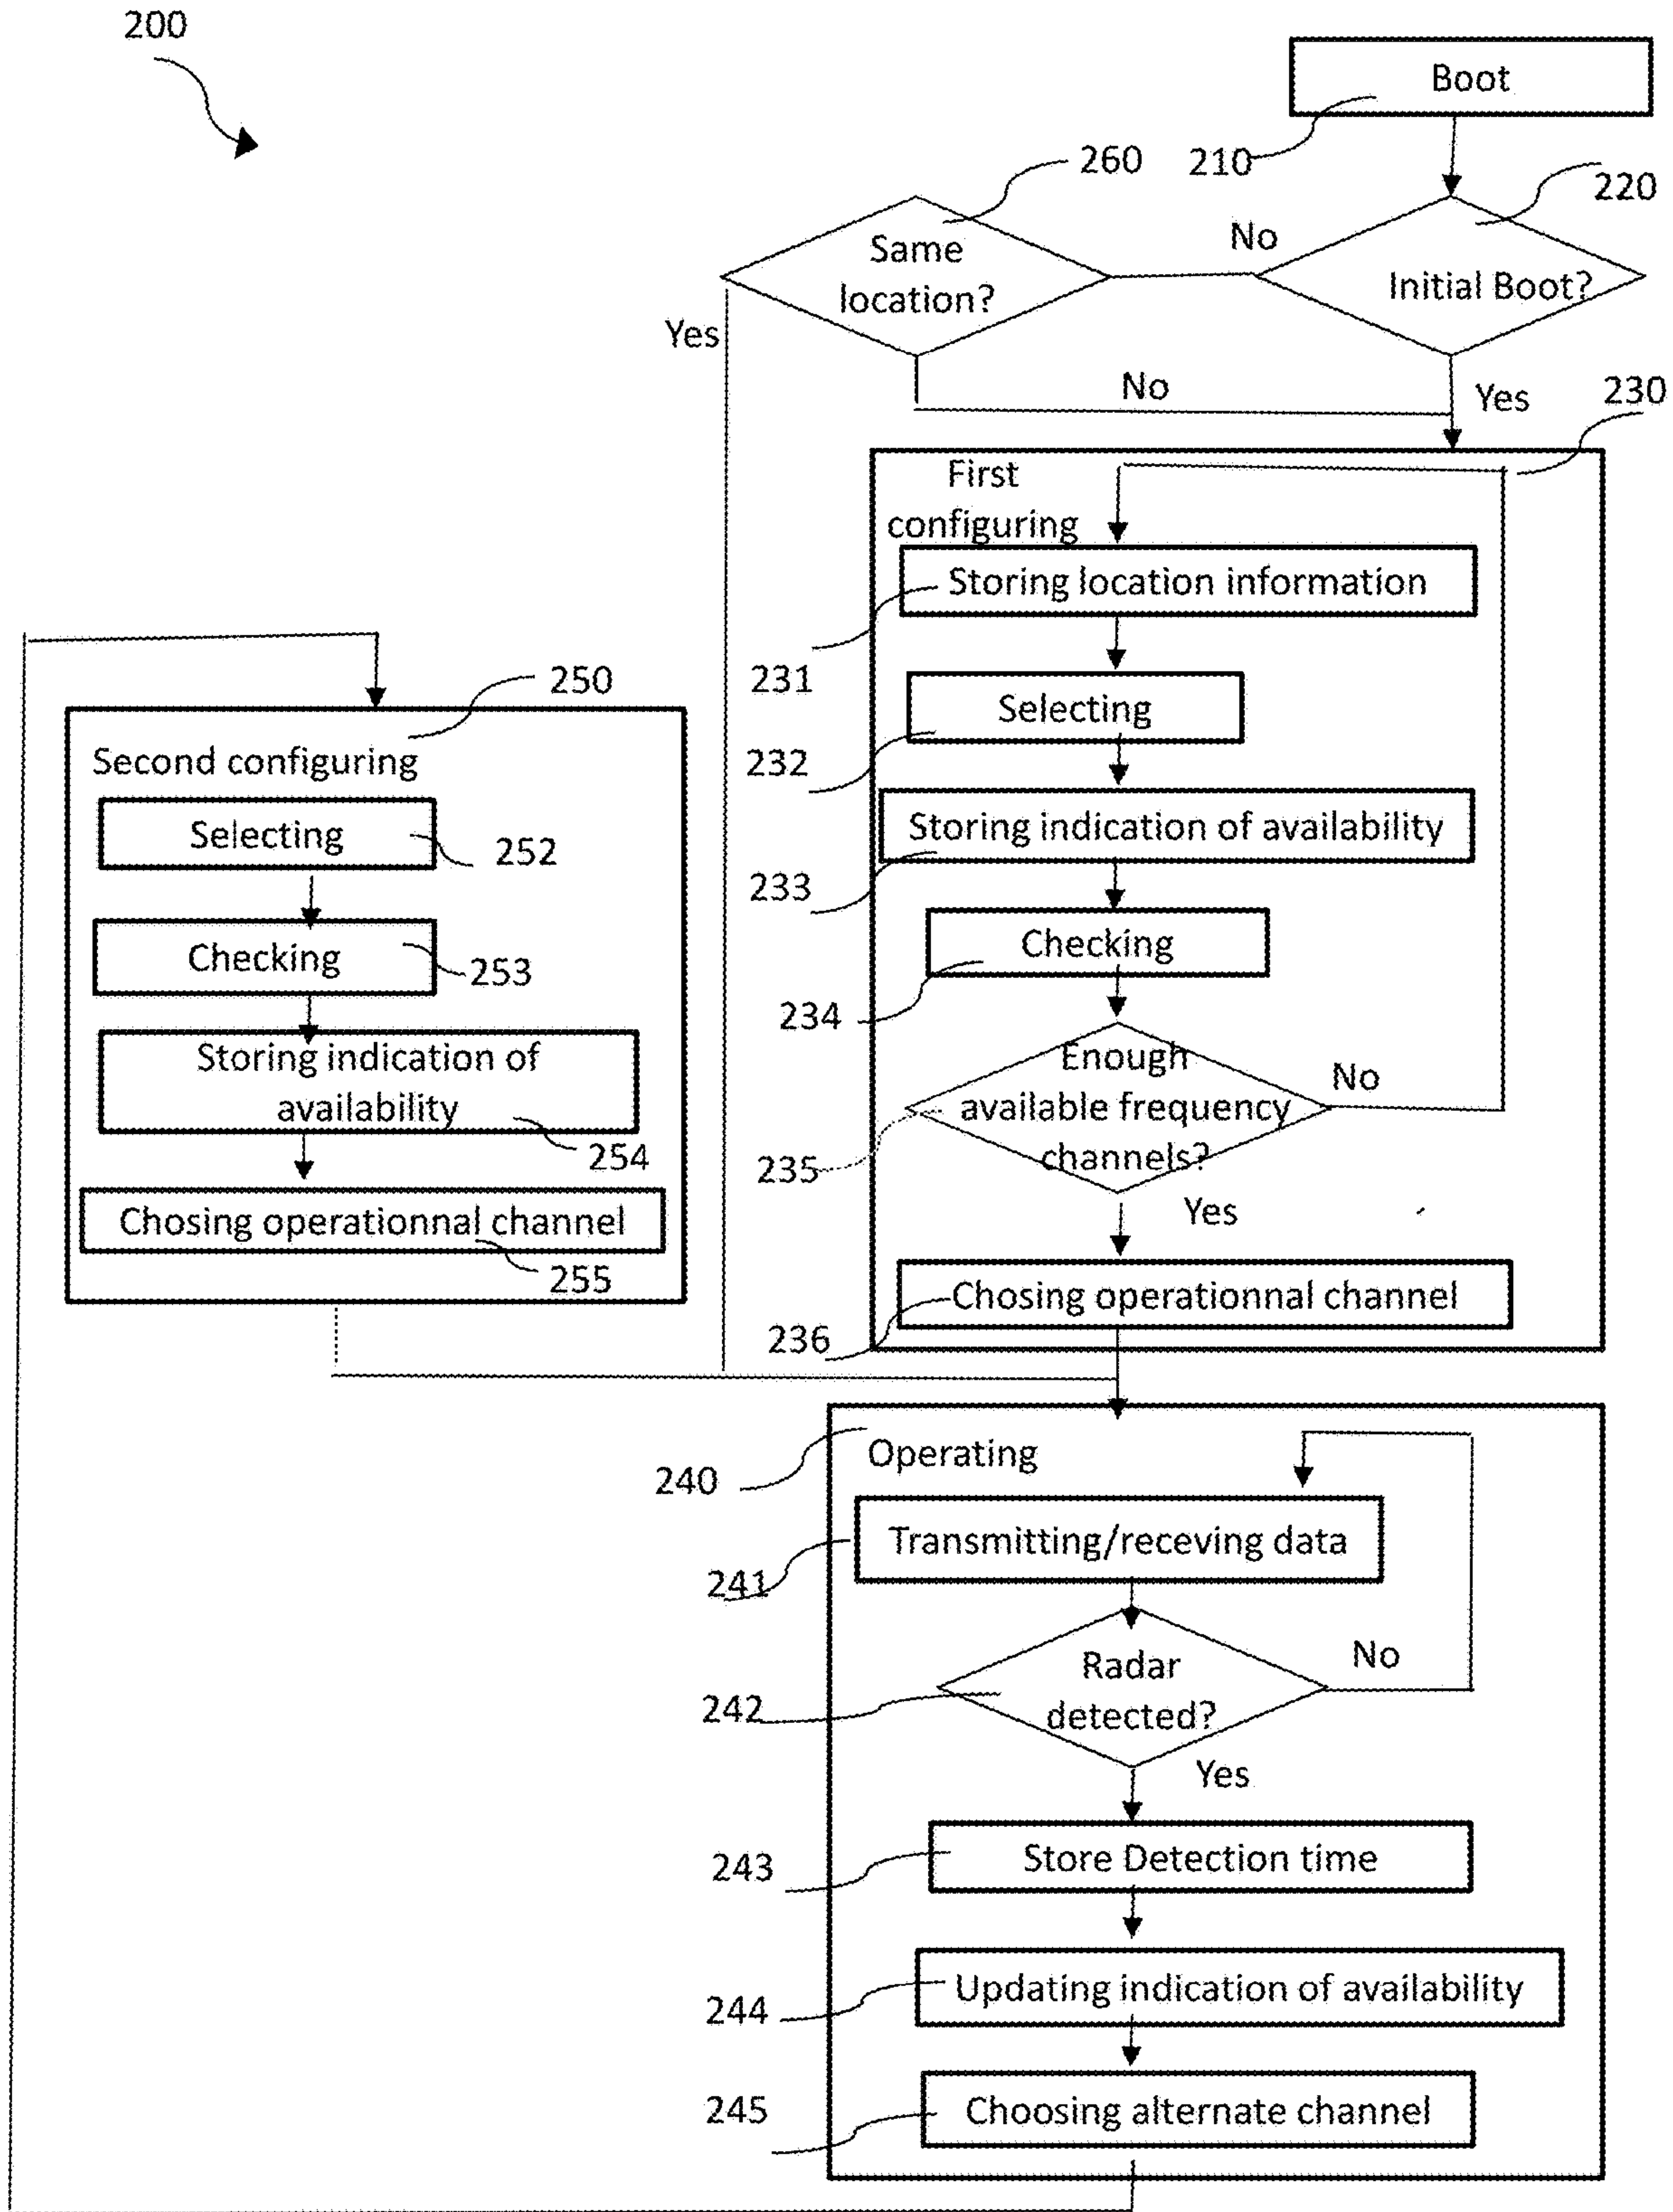 200
Boot
210
260
220
Same
location?
No
Initial Boot?
Yes
No
Yes
230
First
configuring
Storing location information
231
Selecting
232
Storing indication of availability
233
Checking
234
Enough
available frequency
channels?
No
235
Yes
Chosing operationnal channel
236
250
Second configuring
Selecting
252
Checking
253
Storing indication of
availability
254
Chosing operationnal channel
255
240
Operating
Transmitting/receving data
241
Radar
detected?
No
242
Yes
Store Detection time
243
Updating indication of availability
244
Choosing alternate channel
245